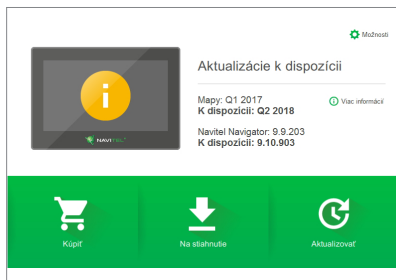 Možnosti
Aktualizácie k dispozícii
Mapy: Q1 2017
K dispozícii: Q2 2018
Viac informácií
Navitel Navigator: 9.9.203
K dispozícii: 9.10.903
NAVITEL
Kúpiť
Na stiahnutie
Aktualizovať